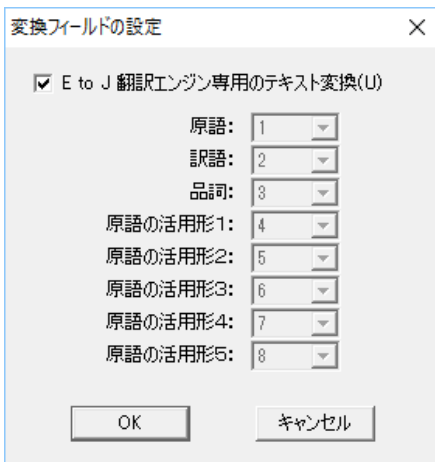 変換フィールドの設定
E to J 翻訳エンジン専用のテキスト変換(U)
原語: 1
訳語: 2
品詞: 3
原語の活用形1: 4
原語の活用形2: 5
原語の活用形3: 6
原語の活用形4: 7
原語の活用形5: 8
OK キャンセル